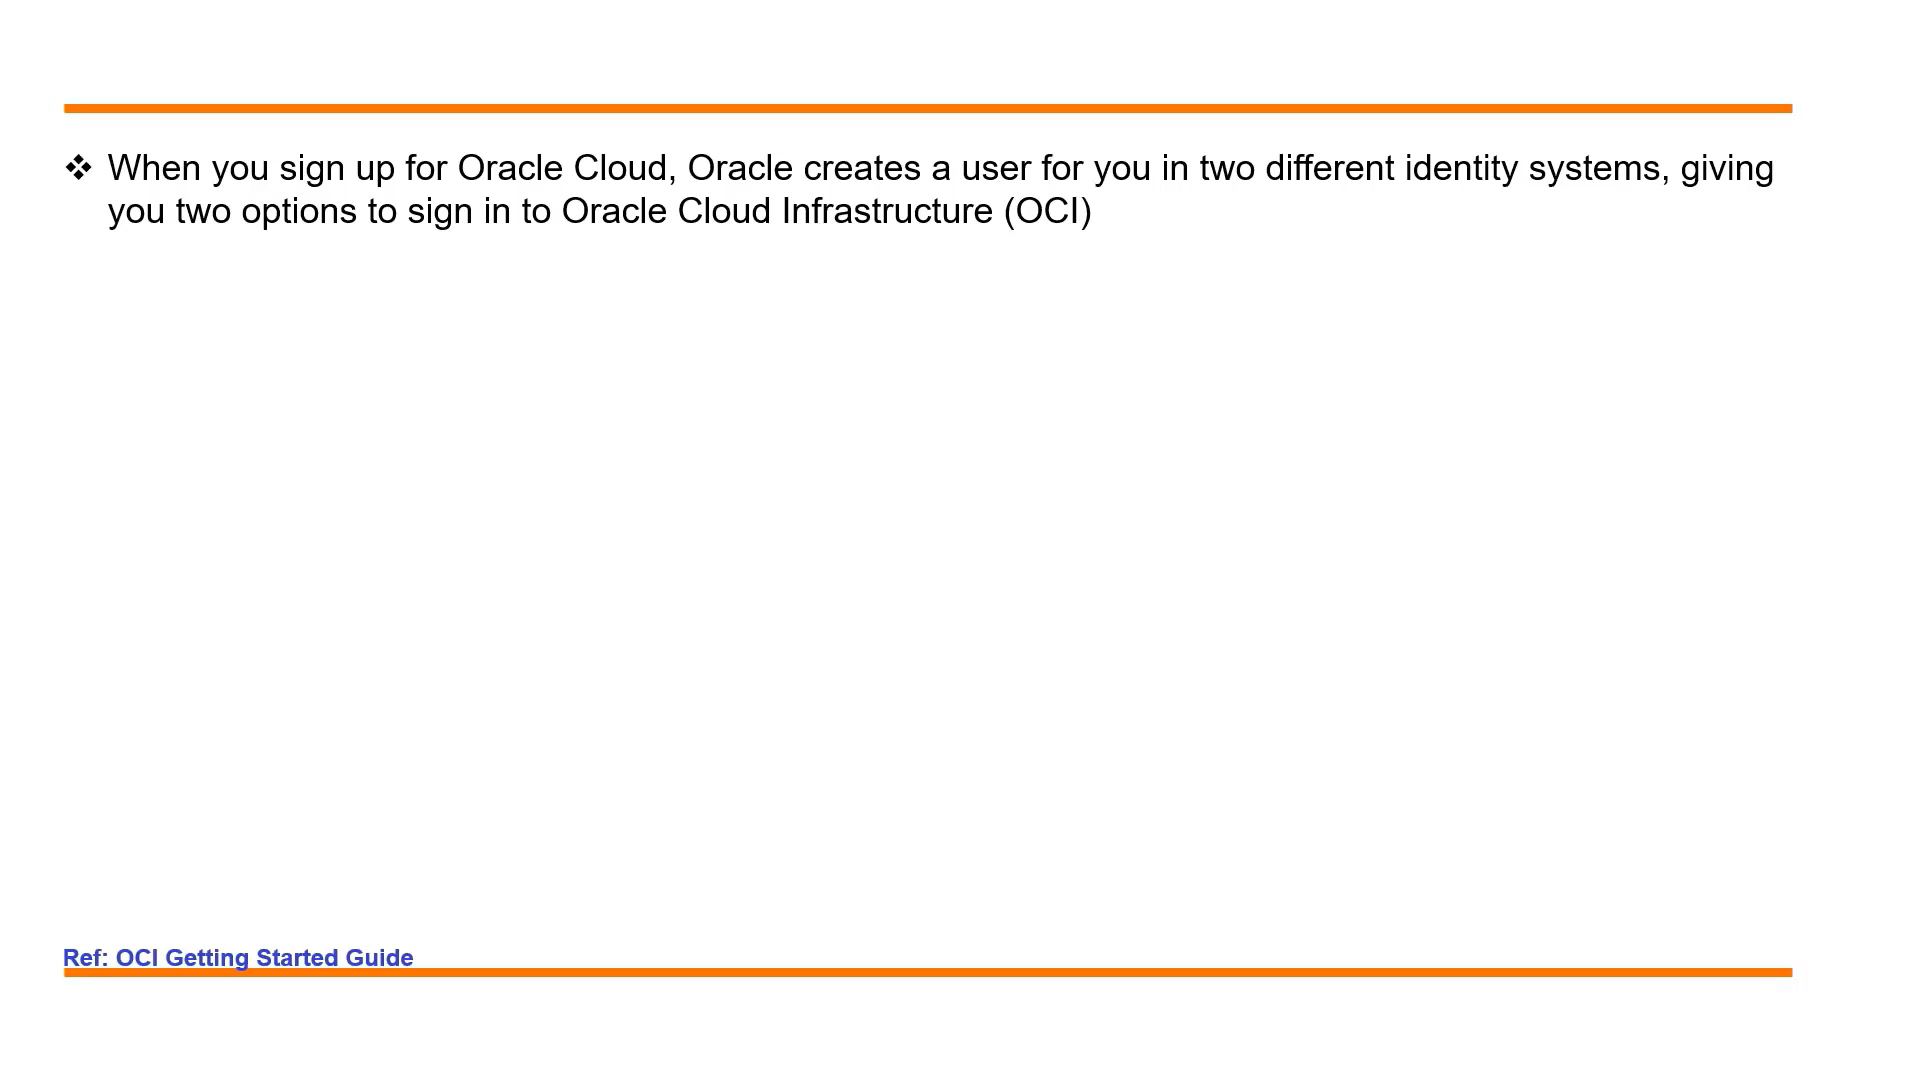 ❖ When you sign up for Oracle Cloud, Oracle creates a user for you in two different identity systems, giving
you two options to sign in to Oracle Cloud Infrastructure (OCI)
Ref: OCI Getting Started Guide